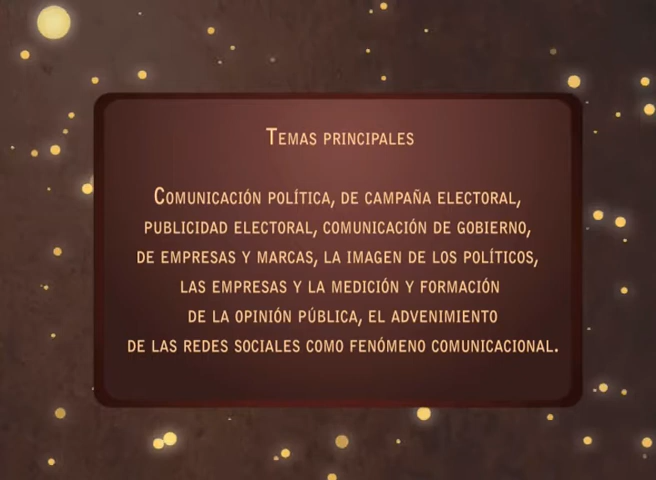 Temas principales
Comunicación política, de campaña electoral,
publicidad electoral, comunicación de gobierno,
de empresas y marcas, la imagen de los políticos,
las empresas y la medición y formación
de la opinión pública, el advenimiento
de las redes sociales como fenómeno comunicacional.